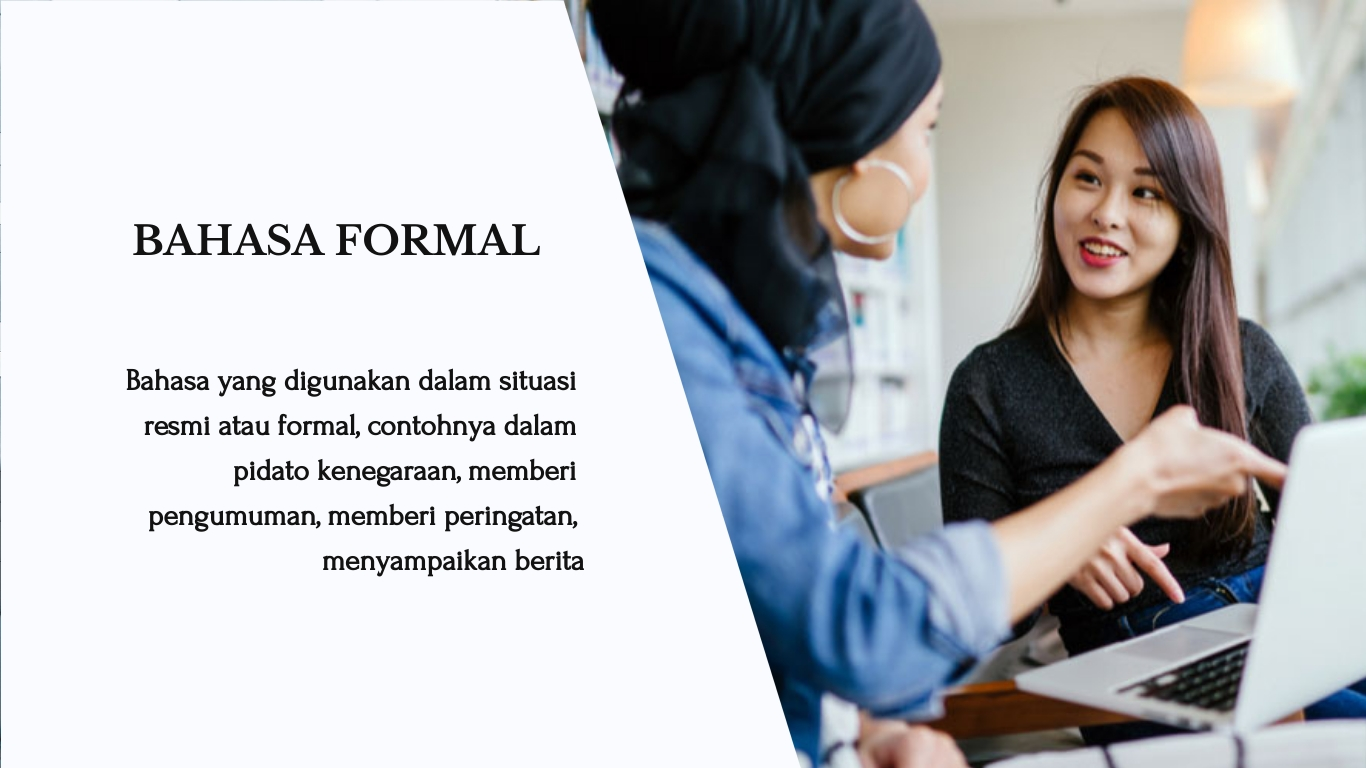 BAHASA FORMAL
Bahasa yang digunakan dalam situasi
resmi atau formal, contohnya dalam
pidato kenegaraan, memberi
pengumuman, memberi peringatan,
menyampaikan berita